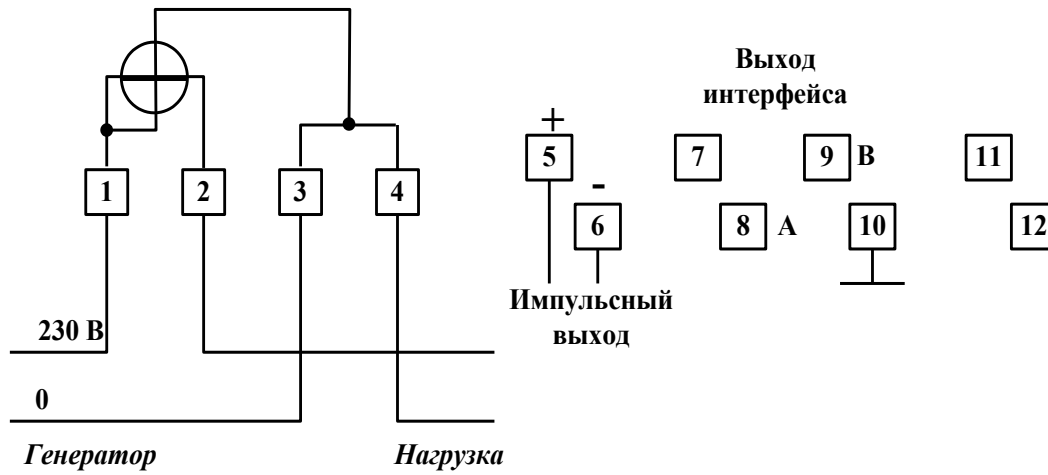 Выход
интерфейса
+
5 7 9 В 11
1 2 3 4
-
6 8 А 10 12
Импульсный
выход
230 В
0
Генератор Нагрузка